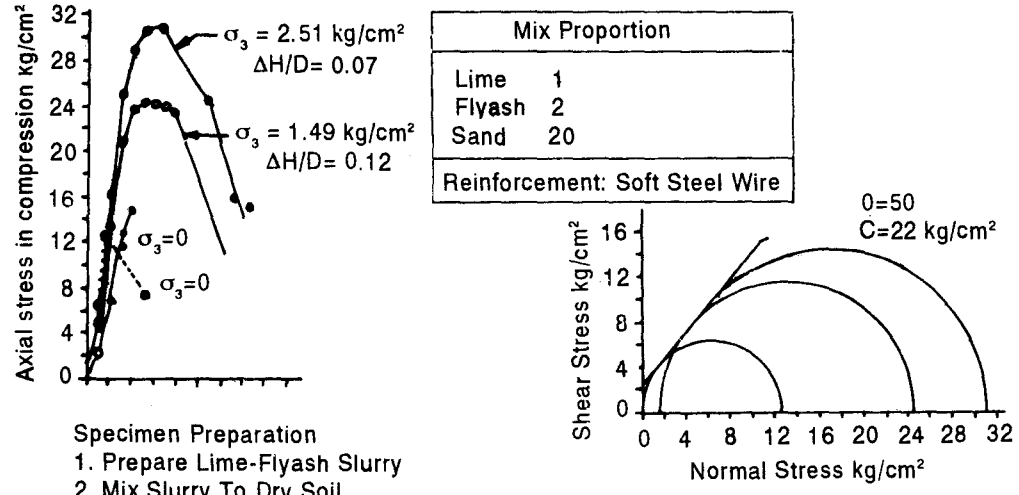 Axial stress in compression kg/cm²
32
28
24
20
16
12
8
4
0
σ₃ = 2.51 kg/cm²
ΔH/D= 0.07
σ₃ = 1.49 kg/cm²
ΔH/D= 0.12
σ₃=0
σ₃=0
Mix Proportion
Lime 1
Flyash 2
Sand 20
Reinforcement: Soft Steel Wire
0=50
C=22 kg/cm²
Shear Stress kg/cm²
16
12
8
4
0
0 4 8 12 16 20 24 28 32
Normal Stress kg/cm²
Specimen Preparation
1. Prepare Lime-Flyash Slurry
2. Mix Slurry To Dry Soil